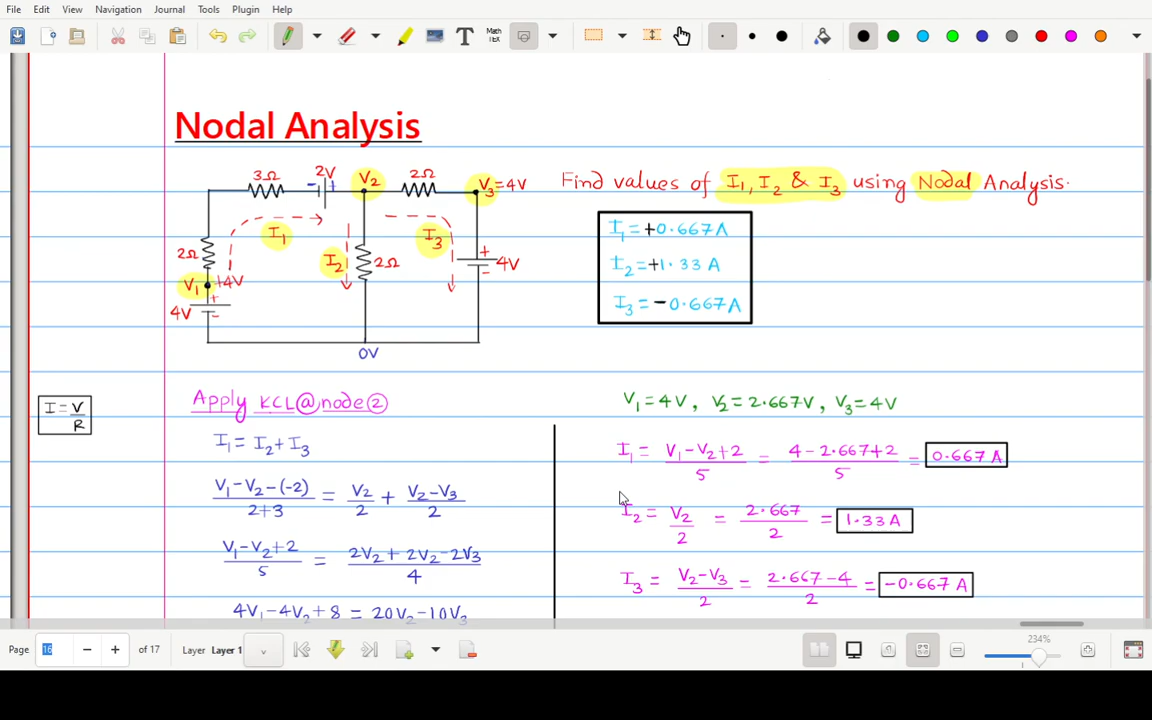 File Edit View Navigation Journal Tools Plugin Help
Math TEX
Nodal Analysis
3Ω 2V V₂ 2Ω V₃=4V
- +
I₁ I₂ I₃
2Ω 2Ω
V₁ +4V
4V + -
+ - 4V
0V
Find values of I₁, I₂ & I₃ using Nodal Analysis.
I₁ = +0.667A
I₂ = +1.33 A
I₃ = -0.667A
I = V/R
Apply KCL@node②
I₁ = I₂ + I₃
(V₁-V₂-(-2))/(2+3) = V₂/2 + (V₂-V₃)/2
(V₁-V₂+2)/5 = (2V₂+2V₂-2V₃)/4
4V₁-4V₂+8 = 20V₂-10V₃
V₁=4V, V₂=2.667V, V₃=4V
I₁ = (V₁-V₂+2)/5 = (4-2.667+2)/5 = 0.667 A
I₂ = V₂/2 = 2.667/2 = 1.33 A
I₃ = (V₂-V₃)/2 = (2.667-4)/2 = -0.667 A
Page 16 of 17 Layer Layer 1 234%